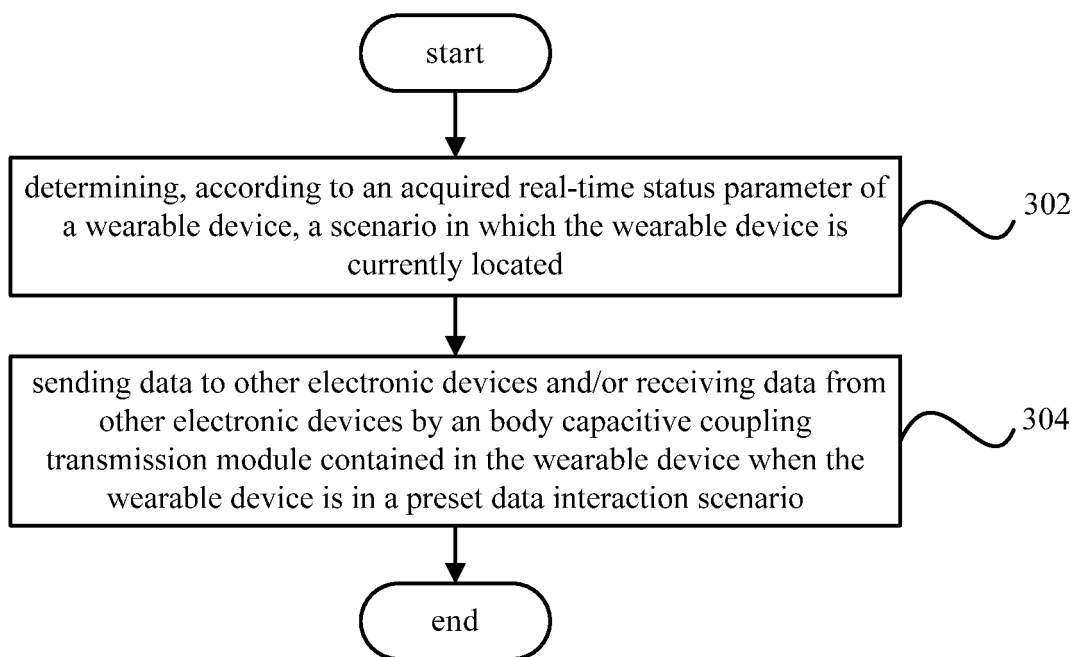 start
determining, according to an acquired real-time status parameter of
a wearable device, a scenario in which the wearable device is
currently located
302
sending data to other electronic devices and/or receiving data from
other electronic devices by an body capacitive coupling
transmission module contained in the wearable device when the
wearable device is in a preset data interaction scenario
304
end